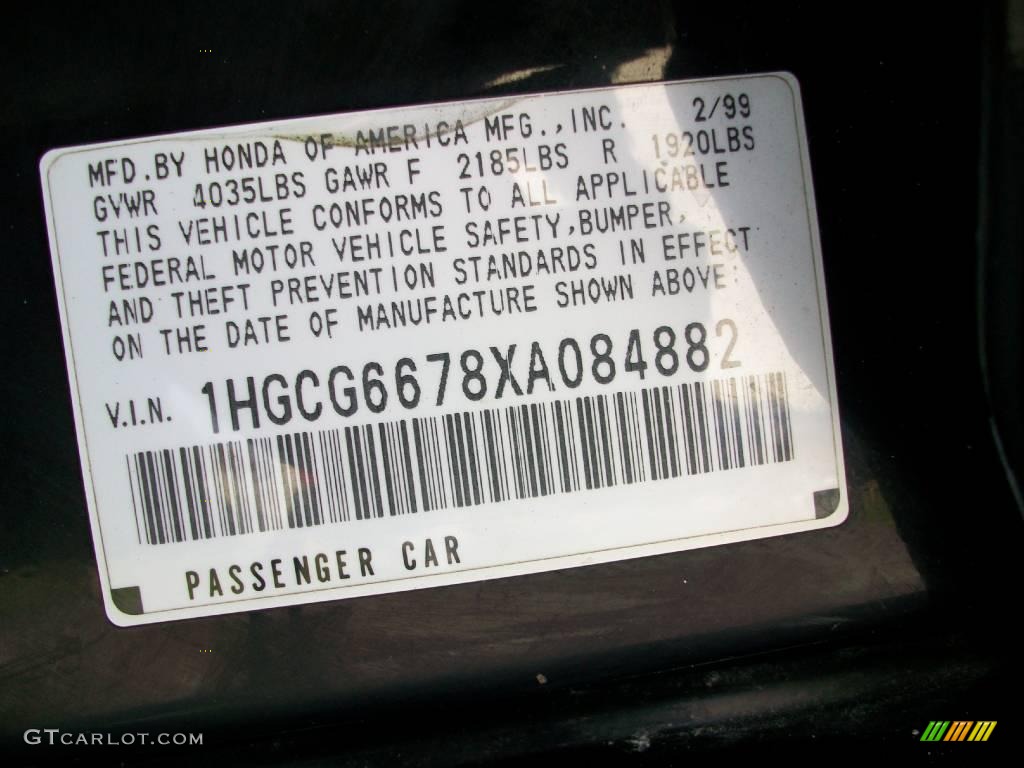 MFD.BY HONDA OF AMERICA MFG.,INC. 2/99
GVWR 4035LBS GAWR F 2185LBS R 1920LBS
THIS VEHICLE CONFORMS TO ALL APPLICABLE
FEDERAL MOTOR VEHICLE SAFETY,BUMPER,
AND THEFT PREVENTION STANDARDS IN EFFECT
ON THE DATE OF MANUFACTURE SHOWN ABOVE.
V.I.N. 1HGCG6678XA084882
PASSENGER CAR
GTCARLOT.COM